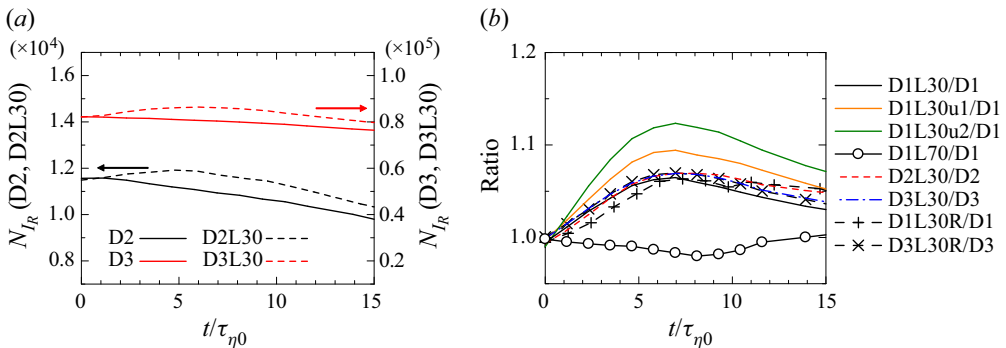 (a)
(×10⁴)
(×10⁵)
1.6
1.4
1.2
1.0
0.8
N_{I_R} (D2, D2L30)
1.0
0.8
0.6
0.4
0.2
N_{I_R} (D3, D3L30)
D2
D2L30
D3
D3L30
0
5
10
15
t/τ_{η0}
(b)
1.2
1.1
1.0
Ratio
0
5
10
15
t/τ_{η0}
D1L30/D1
D1L30u1/D1
D1L30u2/D1
D1L70/D1
D2L30/D2
D3L30/D3
D1L30R/D1
D3L30R/D3